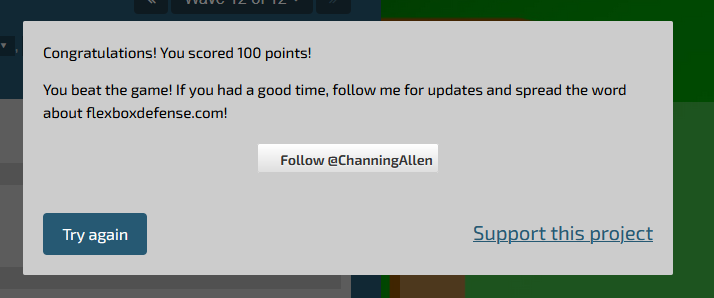 « Wave 12 of 12 »
Congratulations! You scored 100 points!
You beat the game! If you had a good time, follow me for updates and spread the word
about flexboxdefense.com!
Follow @ChanningAllen
Try again
Support this project